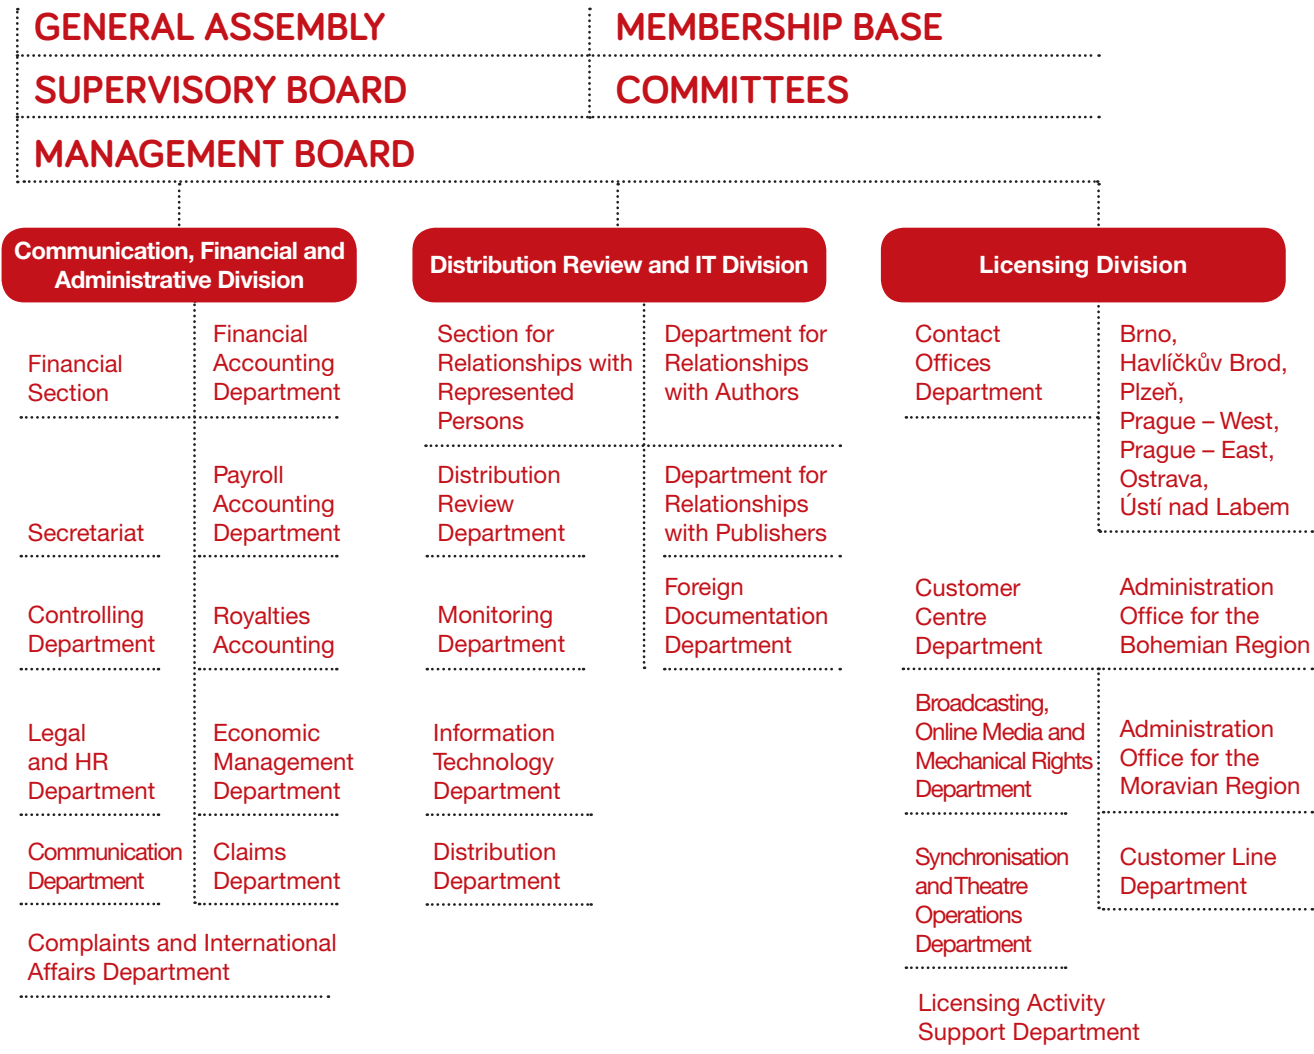 GENERAL ASSEMBLY
MEMBERSHIP BASE
SUPERVISORY BOARD
COMMITTEES
MANAGEMENT BOARD
Communication, Financial and
Administrative Division
Financial
Section
Financial
Accounting
Department
Secretariat
Payroll
Accounting
Department
Controlling
Department
Royalties
Accounting
Legal
and HR
Department
Economic
Management
Department
Communication
Department
Claims
Department
Complaints and International
Affairs Department
Distribution Review and IT Division
Section for
Relationships with
Represented
Persons
Department for
Relationships
with Authors
Distribution
Review
Department
Department for
Relationships
with Publishers
Monitoring
Department
Foreign
Documentation
Department
Information
Technology
Department
Distribution
Department
Licensing Division
Contact
Offices
Department
Brno,
Havlíčkův Brod,
Plzeň,
Prague – West,
Prague – East,
Ostrava,
Ústí nad Labem
Customer
Centre
Department
Administration
Office for the
Bohemian Region
Broadcasting,
Online Media and
Mechanical Rights
Department
Administration
Office for the
Moravian Region
Synchronisation
and Theatre
Operations
Department
Customer Line
Department
Licensing Activity
Support Department